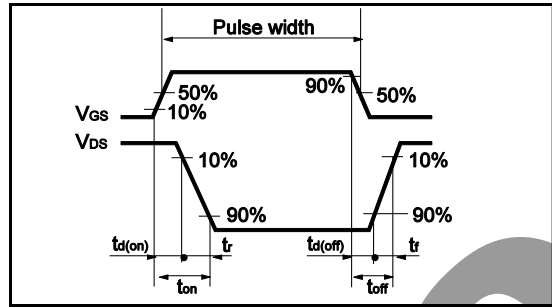 Pulse width
90%
50%
50%
10%
VGS
VDS
10%
10%
90%
90%
td(on)
tr
td(off)
tf
ton
toff